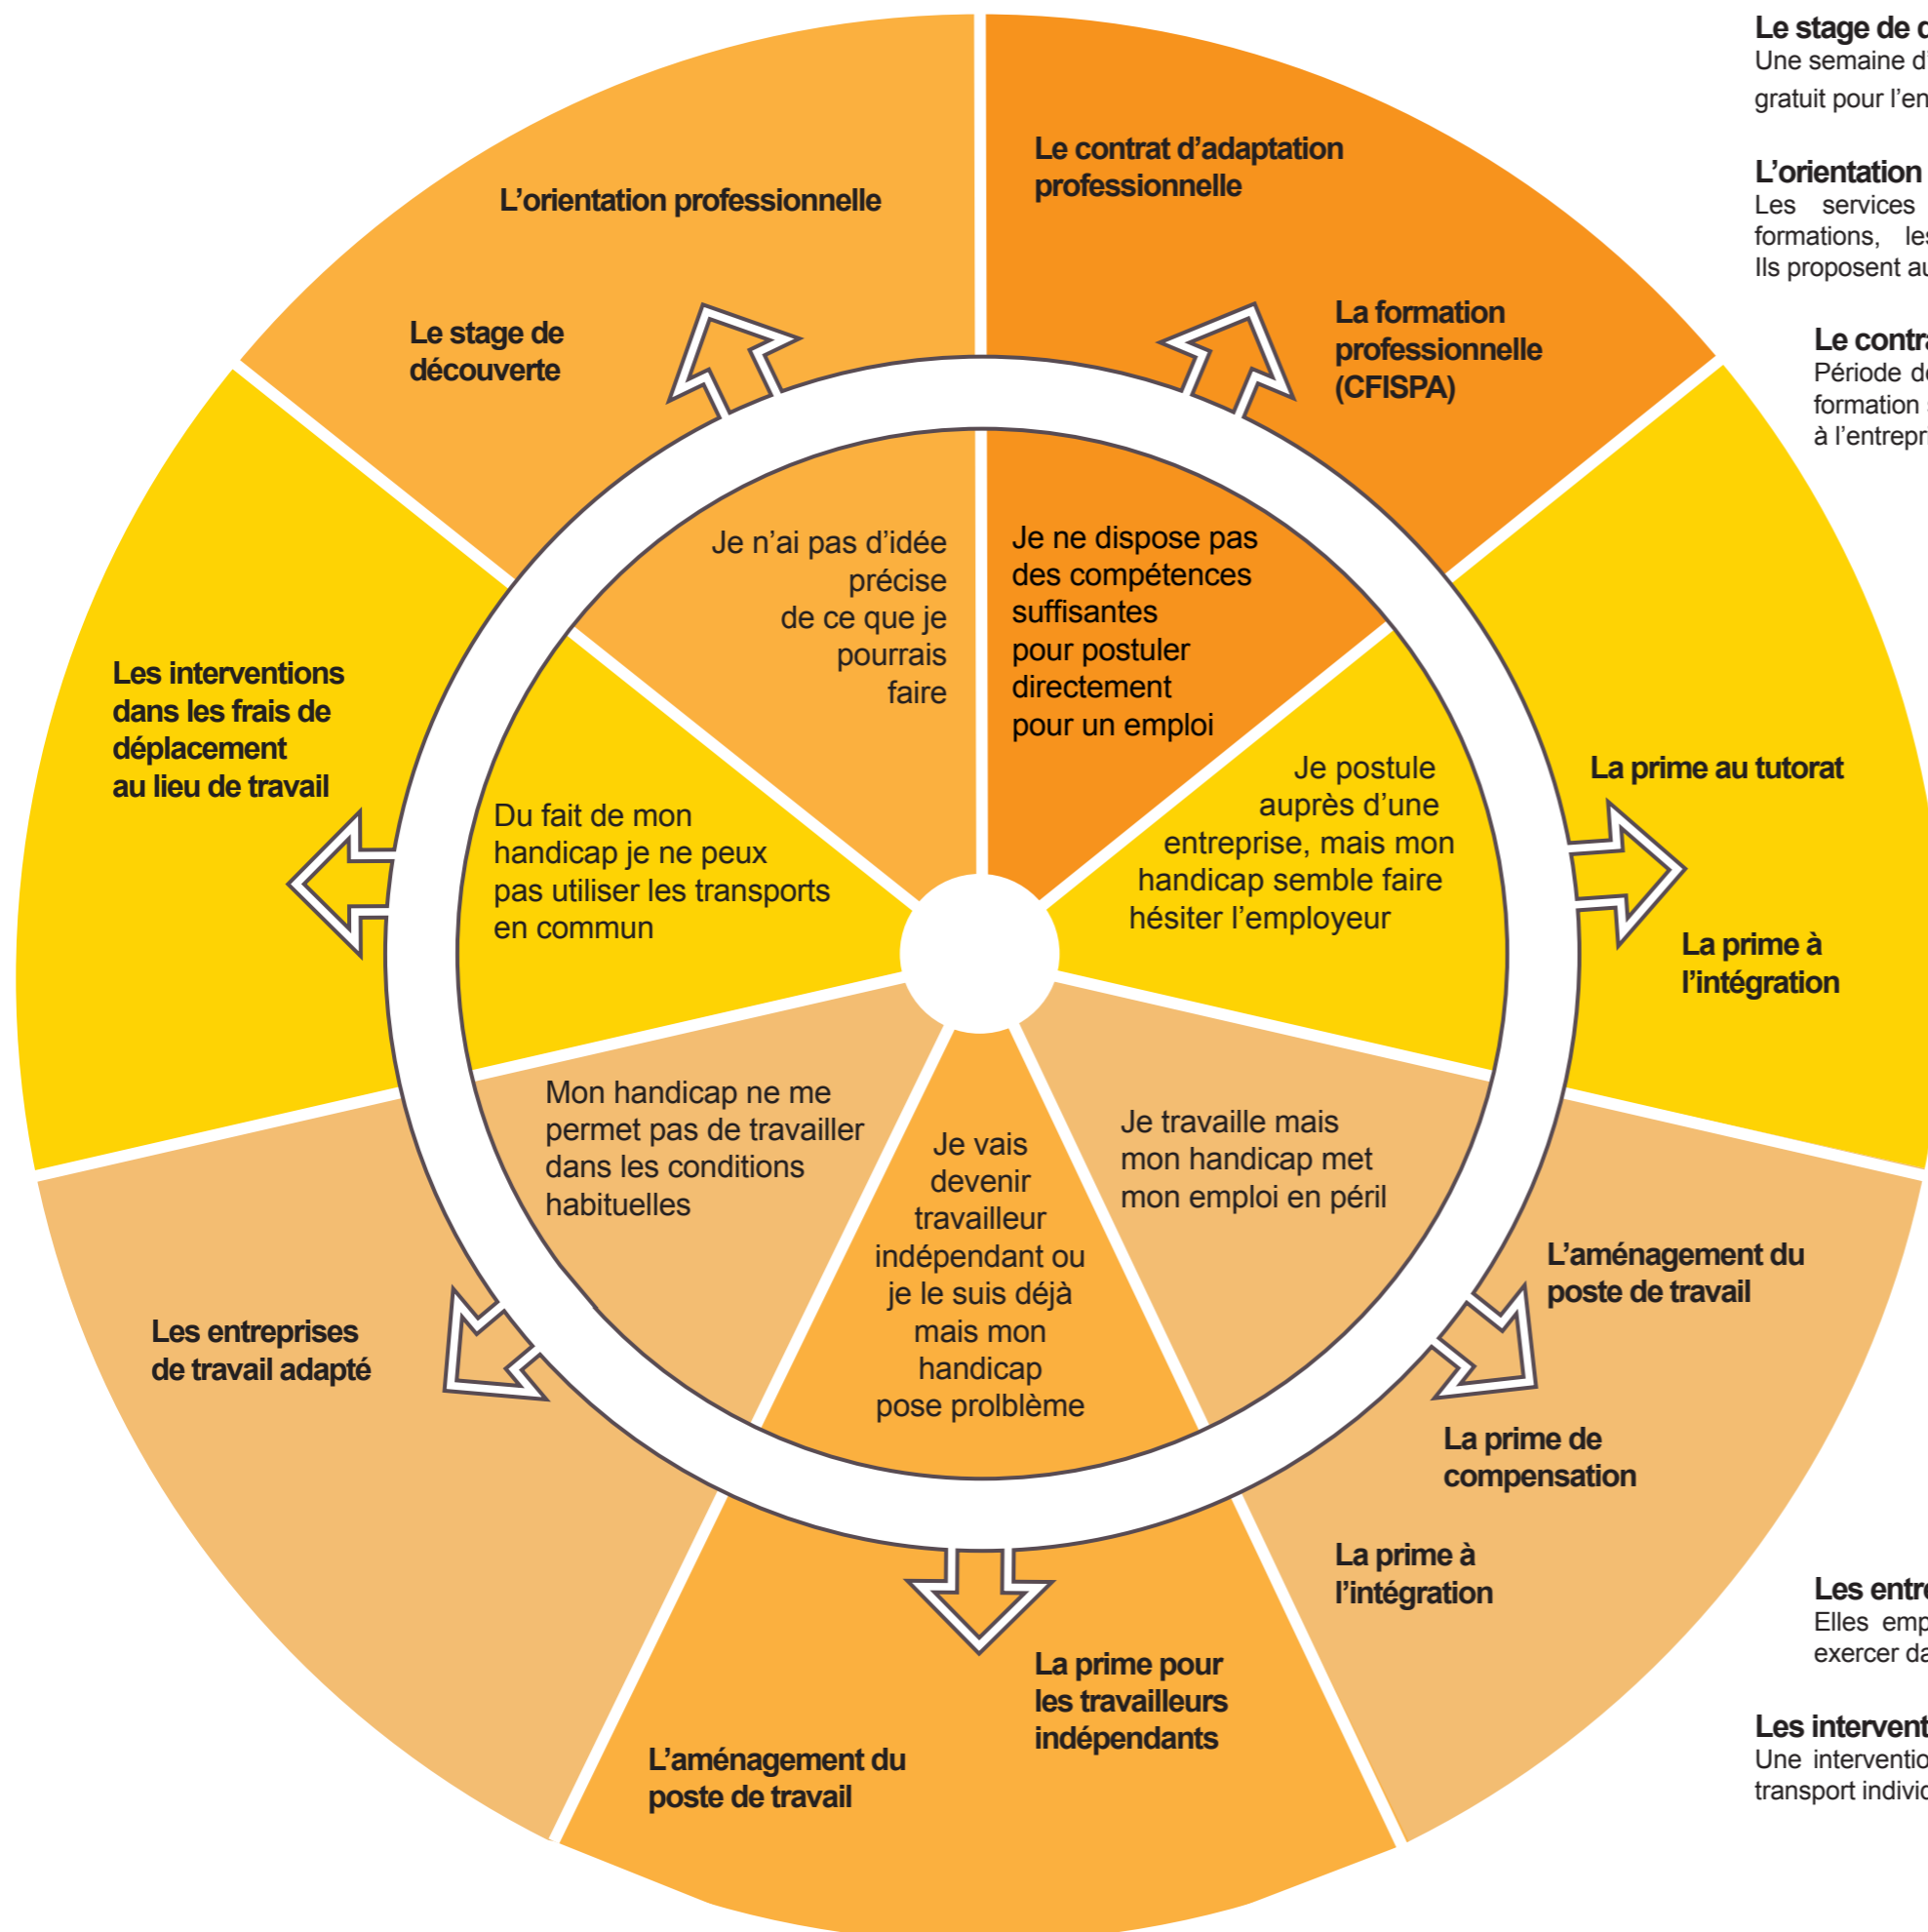 L’orientation professionnelle
Le stage de
découverte
Le contrat d’adaptation
professionnelle
La formation
professionnelle
(CFISPA)
La prime au tutorat
La prime à
l’intégration
L’aménagement du
poste de travail
La prime de
compensation
La prime à
l’intégration
La prime pour
les travailleurs
indépendants
L’aménagement du
poste de travail
Les entreprises
de travail adapté
Les interventions
dans les frais de
déplacement
au lieu de travail
Je n’ai pas d’idée
précise
de ce que je
pourrais
faire
Je ne dispose pas
des compétences
suffisantes
pour postuler
directement
pour un emploi
Je postule
auprès d’une
entreprise, mais mon
handicap semble faire
hésiter l’employeur
Je travaille mais
mon handicap met
mon emploi en péril
Je vais
devenir
travailleur
indépendant ou
je le suis déjà
mais mon
handicap
pose prolblème
Mon handicap ne me
permet pas de travailler
dans les conditions
habituelles
Du fait de mon
handicap je ne peux
pas utiliser les transports
en commun
Le stage de
Une semaine d’
gratuit pour l’en
L’orientation
Les services
formations, les
Ils proposent au
Le contra
Période de
formation
à l’entrepri
Les entre
Elles emp
exercer da
Les intervent
Une interventio
transport individ